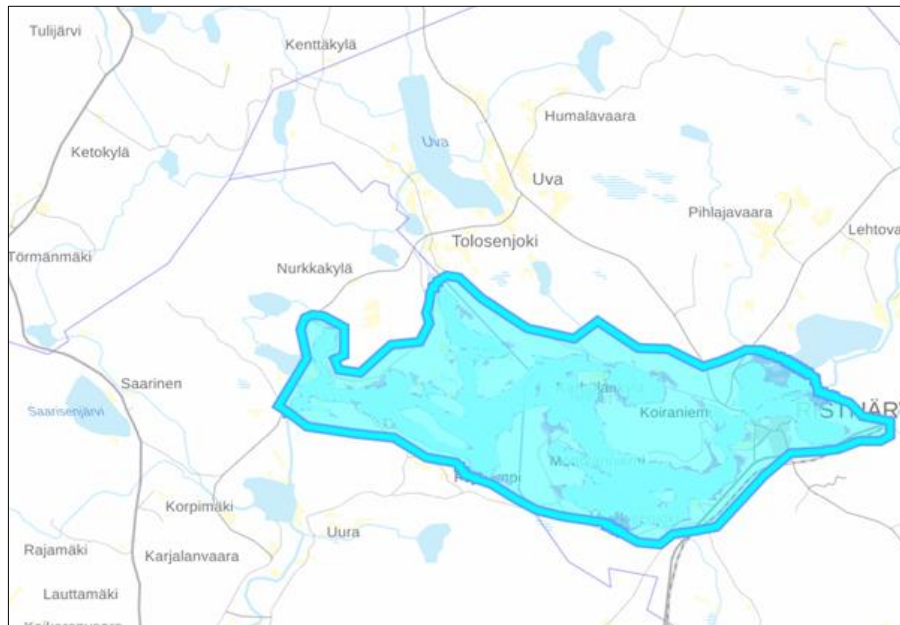 Tulijärvi
Kenttäkylä
Humalavaara
Uva
Ketokylä
Uva
Pihlajavaara
Lehtova
Tolosenjoki
Törmänmäki
Nurkkakylä
Saarinen
Saarisenjärvi
Koiraniem
Korpimäki
Uura
Rajamäki
Karjalanvaara
Lauttamäki